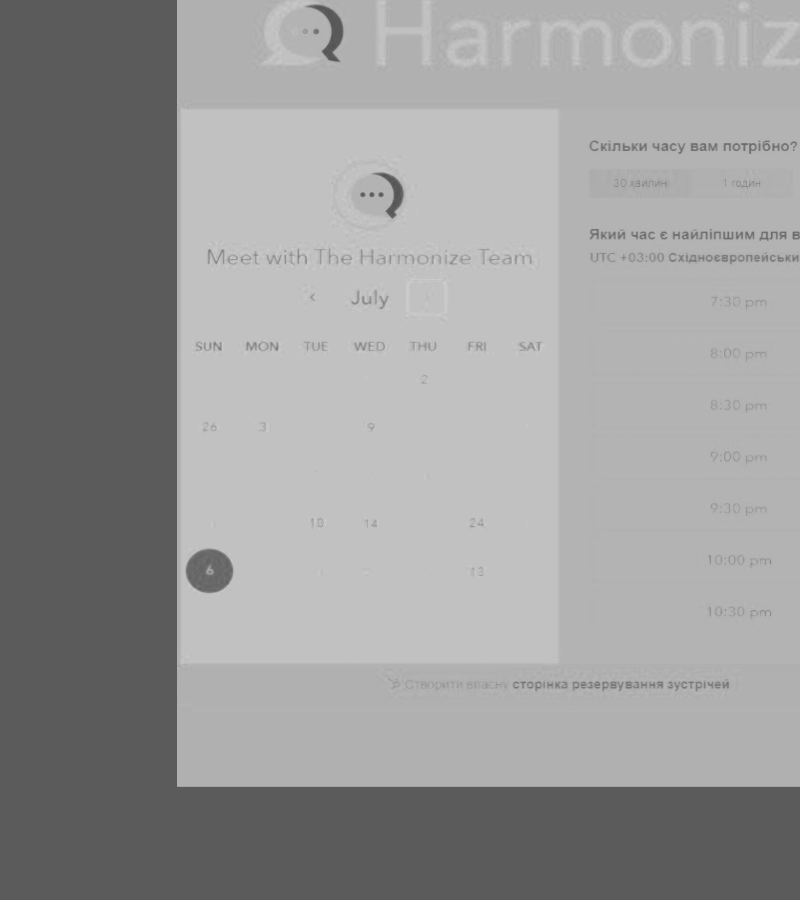 Harmoniz
Скільки часу вам потрібно?
30 хвилин 1 годин
Meet with The Harmonize Team
Який час є найліпшим для в
UTC +03:00 Східноєвропейськи
July
7:30 pm
SUN MON TUE WED THU FRI SAT
8:00 pm
2
8:30 pm
26 3 9
9:00 pm
9:30 pm
10 14 24
10:00 pm
6 13
10:30 pm
Створити власну сторінка резервування зустрічей